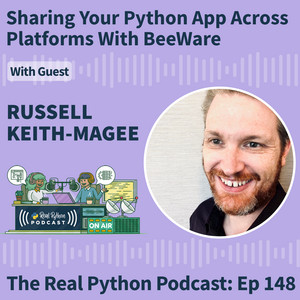 Sharing Your Python App Across
Platforms With BeeWare
With Guest
RUSSELL
KEITH-MAGEE
Real Python
PODCAST
ON AIR
The Real Python Podcast: Ep 148